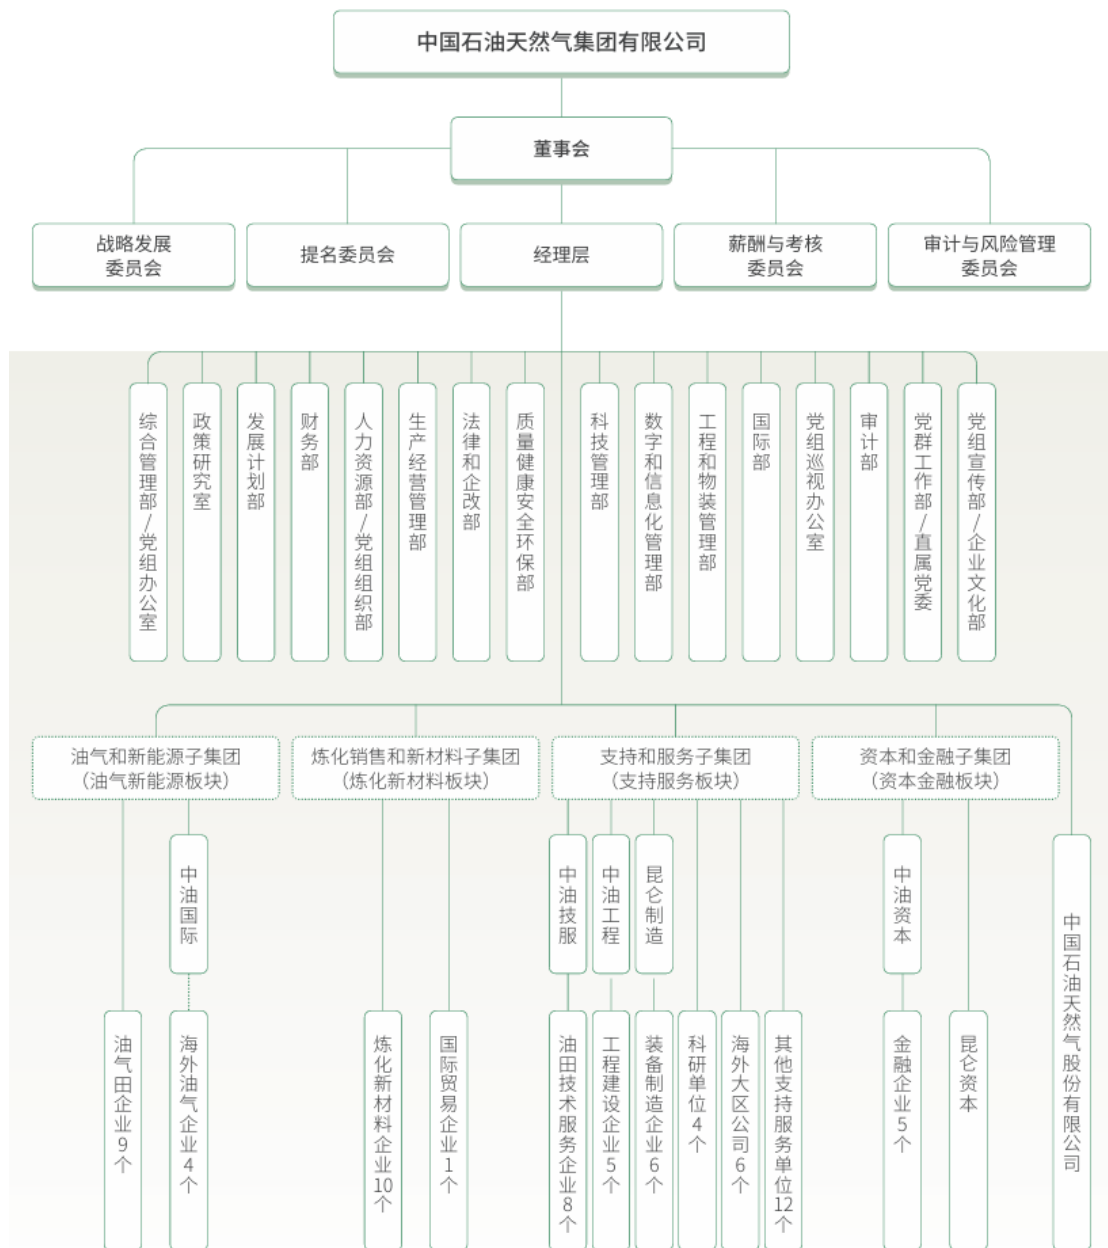 中国石油天然气集团有限公司
董事会
战略发展
委员会
提名委员会
经理层
薪酬与考核
委员会
审计与风险管理
委员会
综合管理部/党组办公室
政策研究室
发展计划部
财务部
人力资源部/党组组织部
生产经营管理部
法律和企改部
质量健康安全环保部
科技管理部
数字和信息化管理部
工程和物装管理部
国际部
党组巡视办公室
审计部
党群工作部/直属党委
党组宣传部/企业文化部
油气和新能源子集团
（油气新能源板块）
炼化销售和新材料子集团
（炼化新材料板块）
支持和服务子集团
（支持服务板块）
资本和金融子集团
（资本金融板块）
中油国际
中油技服
中油工程
昆仑制造
中油资本
中国石油天然气股份有限公司
油气田企业9个
海外油气企业4个
炼化新材料企业10个
国际贸易企业1个
油田技术服务企业8个
工程建设企业5个
装备制造企业6个
科研单位4个
海外大区公司6个
其他支持服务单位12个
金融企业5个
昆仑资本